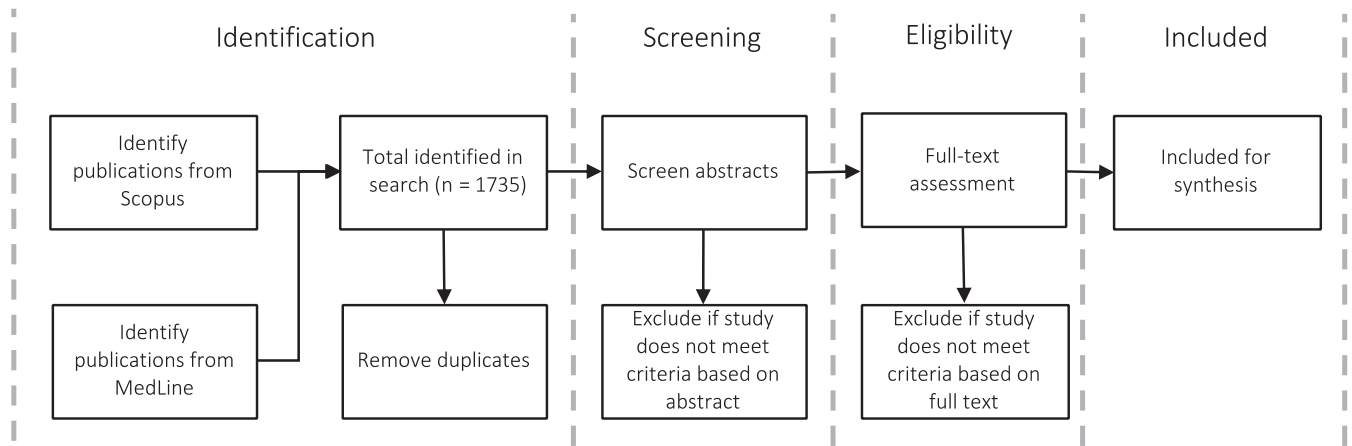 Identification
Screening
Eligibility
Included
Identify
publications from
Scopus
Total identified in
search (n = 1735)
Screen abstracts
Full-text
assessment
Included for
synthesis
Identify
publications from
MedLine
Remove duplicates
Exclude if study
does not meet
criteria based on
abstract
Exclude if study
does not meet
criteria based on
full text